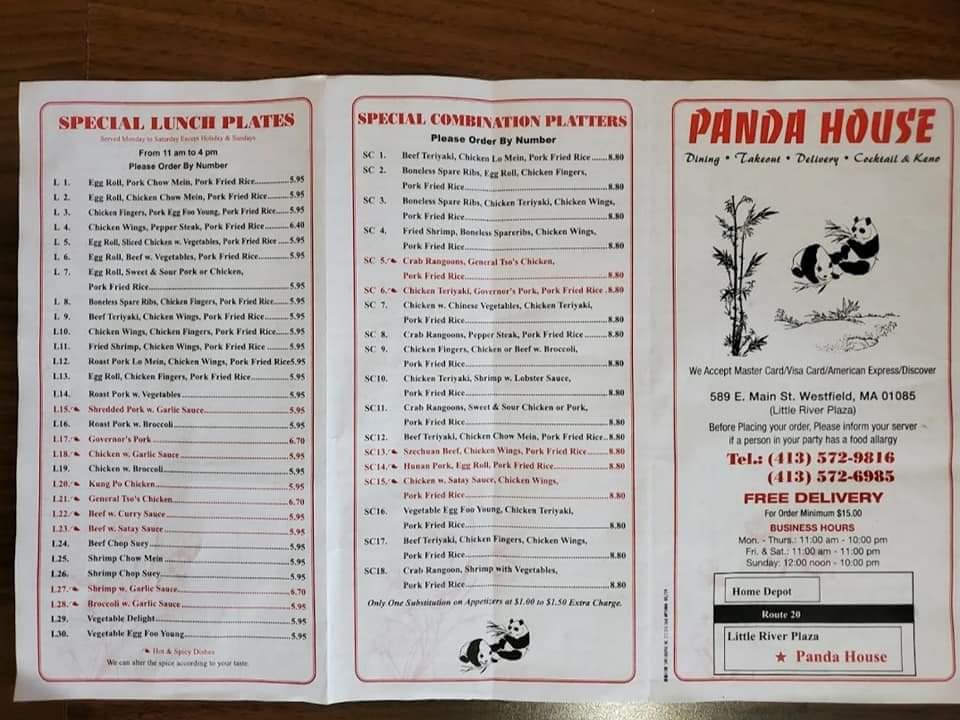 SPECIAL LUNCH PLATES
Served Monday to Saturday Except Holiday & Sundays
From 11 am to 4 pm
Please Order By Number
L 1. Egg Roll, Pork Chow Mein, Pork Fried Rice 5.95
L 2. Egg Roll, Chicken Chow Mein, Pork Fried Rice 5.95
L 3. Chicken Fingers, Pork Egg Foo Young, Pork Fried Rice 5.95
L 4. Chicken Wings, Pepper Steak, Pork Fried Rice 6.40
L 5. Egg Roll, Sliced Chicken w. Vegetables, Pork Fried Rice 5.95
L 6. Egg Roll, Beef w. Vegetables, Pork Fried Rice 5.95
L 7. Egg Roll, Sweet & Sour Pork or Chicken,
Pork Fried Rice 5.95
L 8. Boneless Spare Ribs, Chicken Fingers, Pork Fried Rice 5.95
L 9. Beef Teriyaki, Chicken Wings, Pork Fried Rice 5.95
L10. Chicken Wings, Chicken Fingers, Pork Fried Rice 5.95
L11. Fried Shrimp, Chicken Wings, Pork Fried Rice 5.95
L12. Roast Pork Lo Mein, Chicken Wings, Pork Fried Rice 5.95
L13. Egg Roll, Chicken Fingers, Pork Fried Rice 5.95
L14. Roast Pork w. Vegetables 5.95
L15. Shredded Pork w. Garlic Sauce 5.95
L16. Roast Pork w. Broccoli 5.95
L17. Governor's Pork 6.70
L18. Chicken w. Garlic Sauce 5.95
L19. Chicken w. Broccoli 5.95
L20. Kung Po Chicken 5.95
L21. General Tso's Chicken 6.70
L22. Beef w. Curry Sauce 5.95
L23. Beef w. Satay Sauce 5.95
L24. Beef Chop Suey 5.95
L25. Shrimp Chow Mein 5.95
L26. Shrimp Chop Suey 5.95
L27. Shrimp w. Garlic Sauce 6.70
L28. Broccoli w. Garlic Sauce 5.95
L29. Vegetable Delight 5.95
L30. Vegetable Egg Foo Young 5.95
Hot & Spicy Dishes
We can alter the spice according to your taste.
SPECIAL COMBINATION PLATTERS
Please Order By Number
SC 1. Beef Teriyaki, Chicken Lo Mein, Pork Fried Rice 8.80
SC 2. Boneless Spare Ribs, Egg Roll, Chicken Fingers,
Pork Fried Rice 8.80
SC 3. Boneless Spare Ribs, Chicken Teriyaki, Chicken Wings,
Pork Fried Rice 8.80
SC 4. Fried Shrimp, Boneless Spareribs, Chicken Wings,
Pork Fried Rice 8.80
SC 5. Crab Rangoons, General Tso's Chicken,
Pork Fried Rice 8.80
SC 6. Chicken Teriyaki, Governor's Pork, Pork Fried Rice 8.80
SC 7. Chicken w. Chinese Vegetables, Chicken Teriyaki,
Pork Fried Rice 8.80
SC 8. Crab Rangoons, Pepper Steak, Pork Fried Rice 8.80
SC 9. Chicken Fingers, Chicken or Beef w. Broccoli,
Pork Fried Rice 8.80
SC10. Chicken Teriyaki, Shrimp w. Lobster Sauce,
Pork Fried Rice 8.80
SC11. Crab Rangoons, Sweet & Sour Chicken or Pork,
Pork Fried Rice 8.80
SC12. Beef Teriyaki, Chicken Chow Mein, Pork Fried Rice 8.80
SC13. Szechuan Beef, Chicken Wings, Pork Fried Rice 8.80
SC14. Hunan Pork, Egg Roll, Pork Fried Rice 8.80
SC15. Chicken w. Satay Sauce, Chicken Wings,
Pork Fried Rice 8.80
SC16. Vegetable Egg Foo Young, Chicken Teriyaki,
Pork Fried Rice 8.80
SC17. Beef Teriyaki, Chicken Fingers, Chicken Wings,
Pork Fried Rice 8.80
SC18. Crab Rangoon, Shrimp with Vegetables,
Pork Fried Rice 8.80
Only One Substitution on Appetizers at $1.00 to $1.50 Extra Charge.
PANDA HOUSE
Dining • Takeout • Delivery • Cocktail & Keno
We Accept Master Card/Visa Card/American Express/Discover
589 E. Main St. Westfield, MA 01085
(Little River Plaza)
Before Placing your order, Please inform your server
if a person in your party has a food allargy
Tel.: (413) 572-9816
(413) 572-6985
FREE DELIVERY
For Order Minimum $15.00
BUSINESS HOURS
Mon. - Thurs.: 11:00 am - 10:00 pm
Fri. & Sat.: 11:00 am - 11:00 pm
Sunday: 12:00 noon - 10:00 pm
Home Depot
Route 20
Little River Plaza
★ Panda House